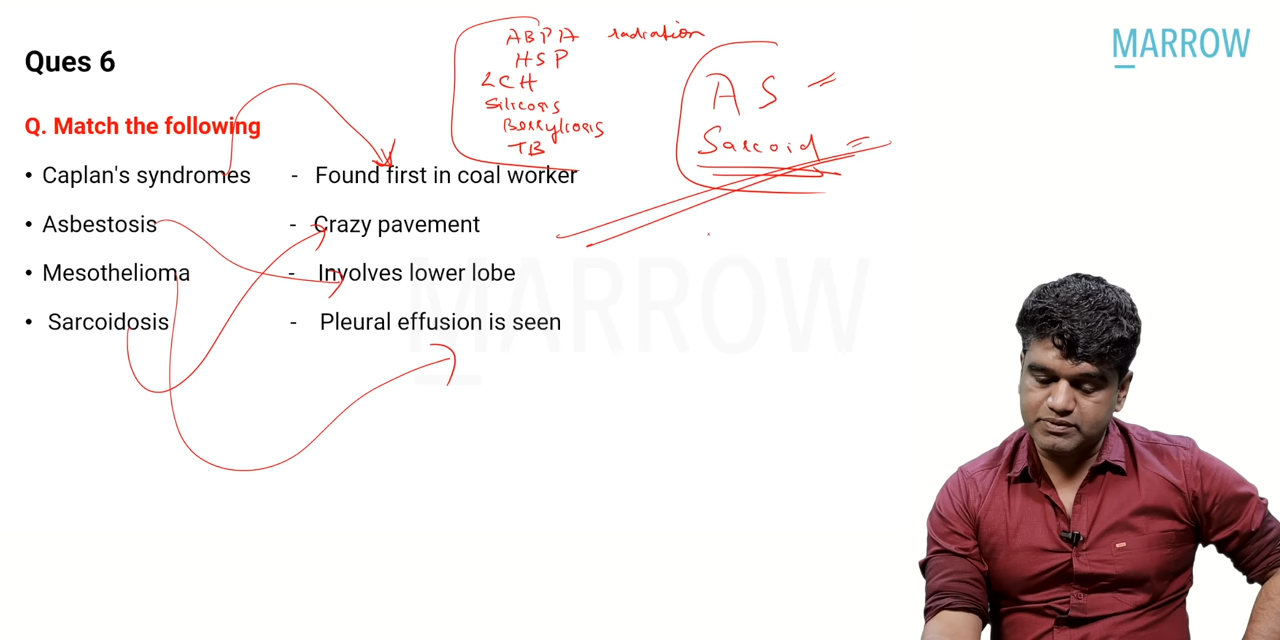 MARROW
Ques 6
Q. Match the following
• Caplan's syndromes - Found first in coal worker
• Asbestosis - Crazy pavement
• Mesothelioma - Involves lower lobe
• Sarcoidosis - Pleural effusion is seen
ABPA radiation
HSP
LCH
Silicosis
Berryliosis
TB
AS
Sarcoid
MARROW